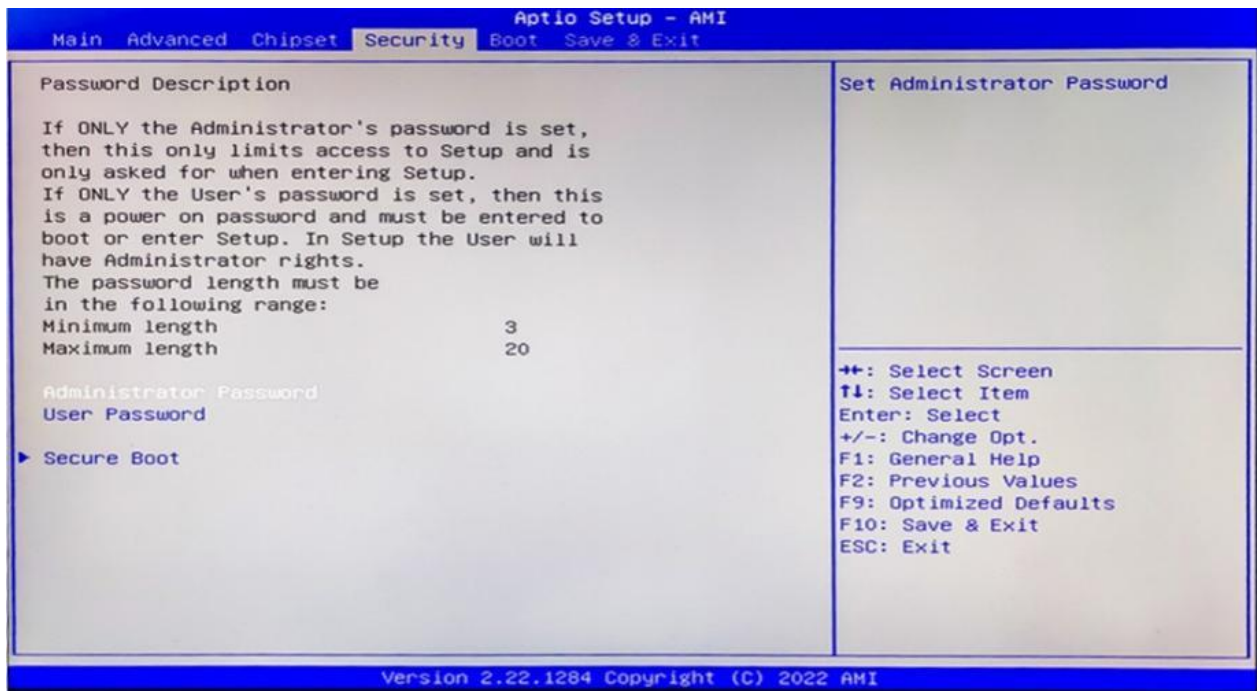 Aptio Setup - AMI
Main Advanced Chipset Security Boot Save & Exit
Password Description
If ONLY the Administrator's password is set,
then this only limits access to Setup and is
only asked for when entering Setup.
If ONLY the User's password is set, then this
is a power on password and must be entered to
boot or enter Setup. In Setup the User will
have Administrator rights.
The password length must be
in the following range:
Minimum length 3
Maximum length 20
Administrator Password
User Password
► Secure Boot
Set Administrator Password
→←: Select Screen
↑↓: Select Item
Enter: Select
+/-: Change Opt.
F1: General Help
F2: Previous Values
F9: Optimized Defaults
F10: Save & Exit
ESC: Exit
Version 2.22.1284 Copyright (C) 2022 AMI